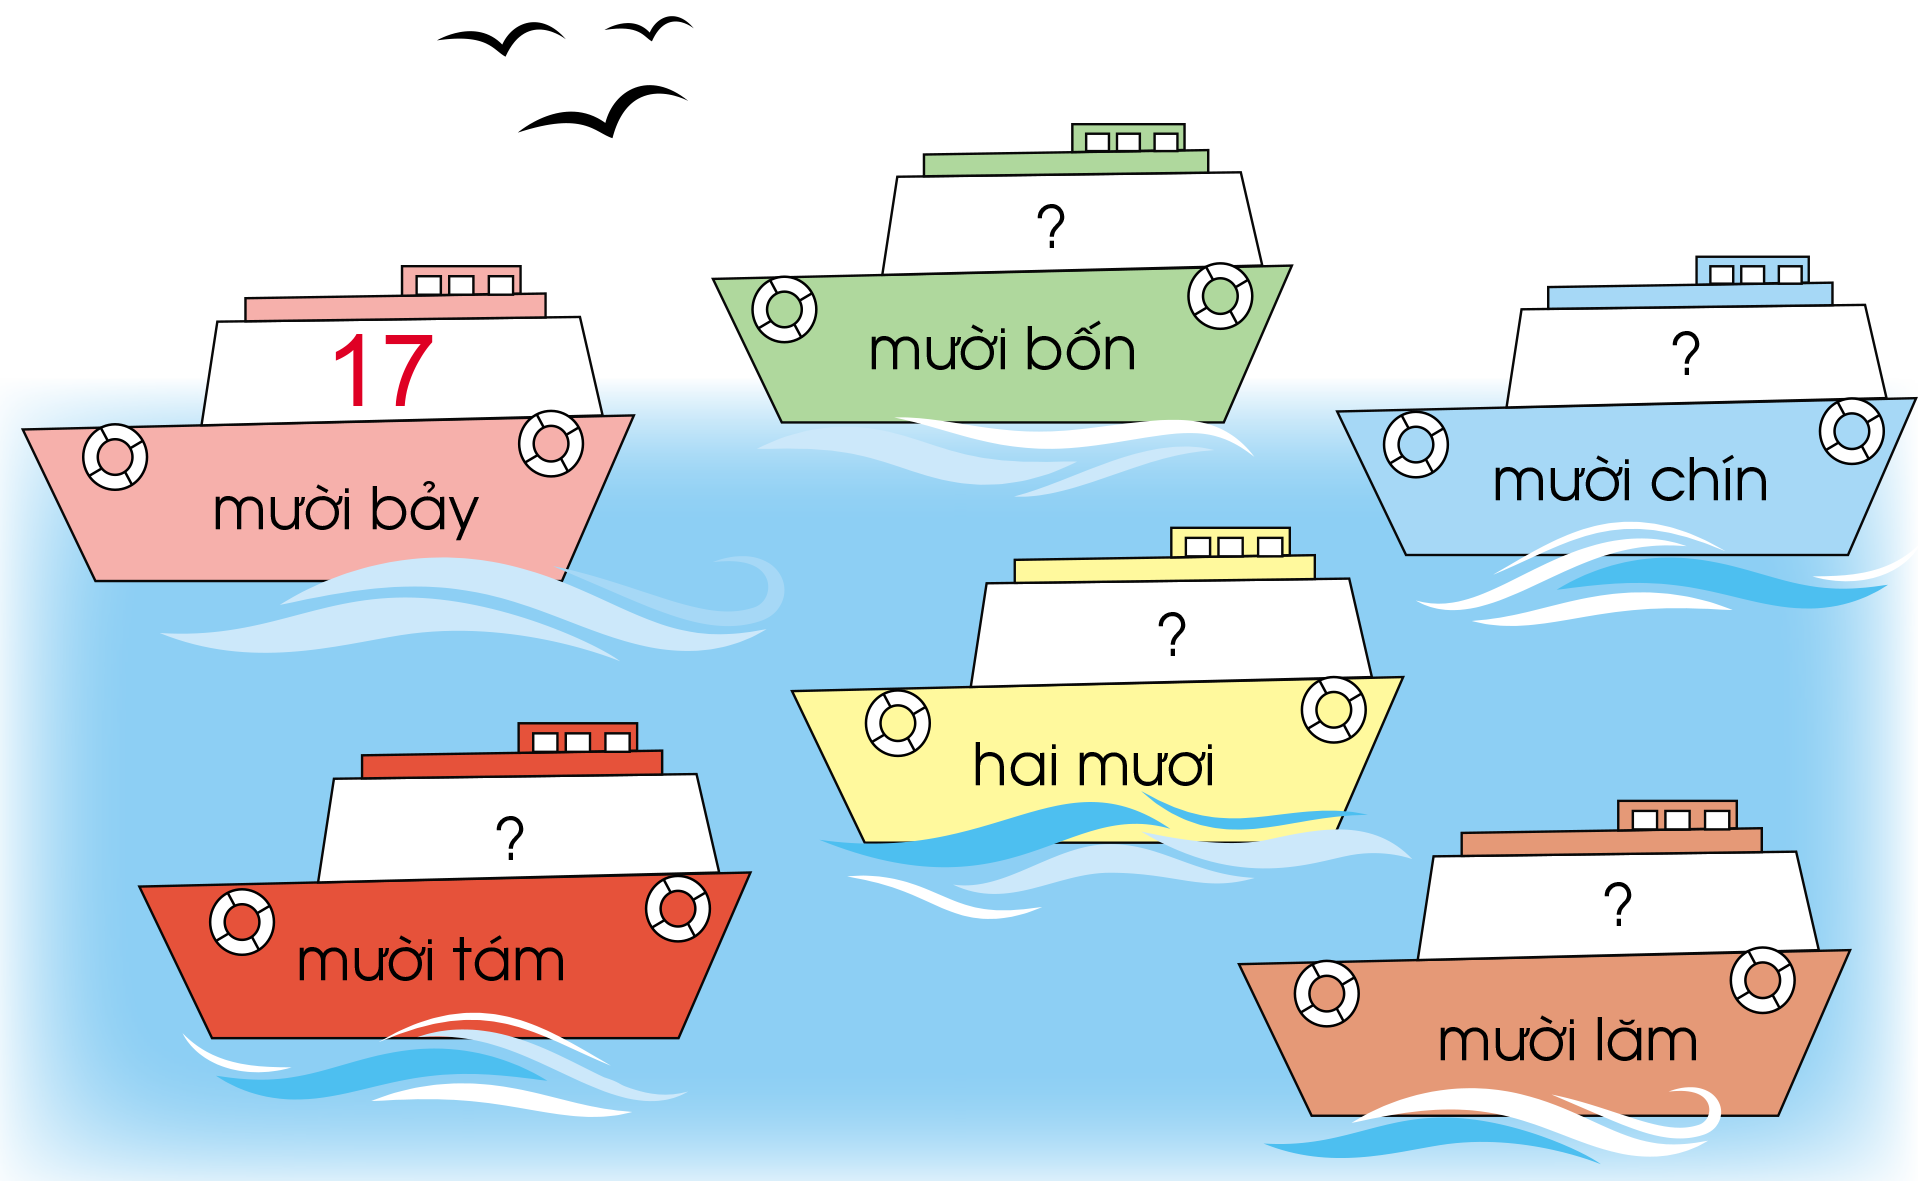 ?
mười bốn
?
mười chín
17
mười bảy
?
hai mươi
?
mười tám
?
mười lăm